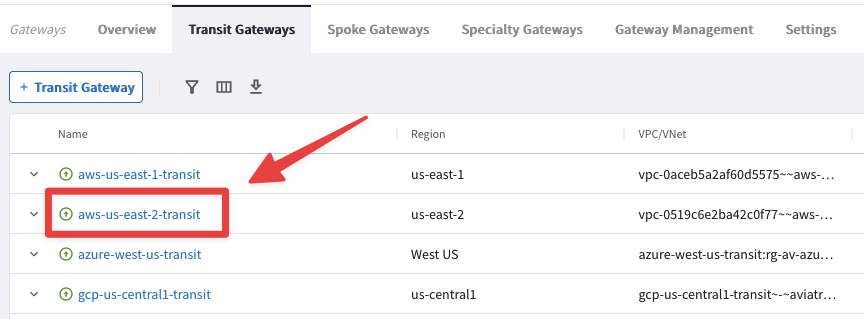 Gateways Overview Transit Gateways Spoke Gateways Specialty Gateways Gateway Management Settings
+ Transit Gateway
Name Region VPC/VNet
aws-us-east-1-transit us-east-1 vpc-0aceb5a2af60d5575~~aws-...
aws-us-east-2-transit us-east-2 vpc-0519c6e2ba42c0f77~~aws-...
azure-west-us-transit West US azure-west-us-transit:rg-av-azu...
gcp-us-central1-transit us-central1 gcp-us-central1-transit~-~aviatr...